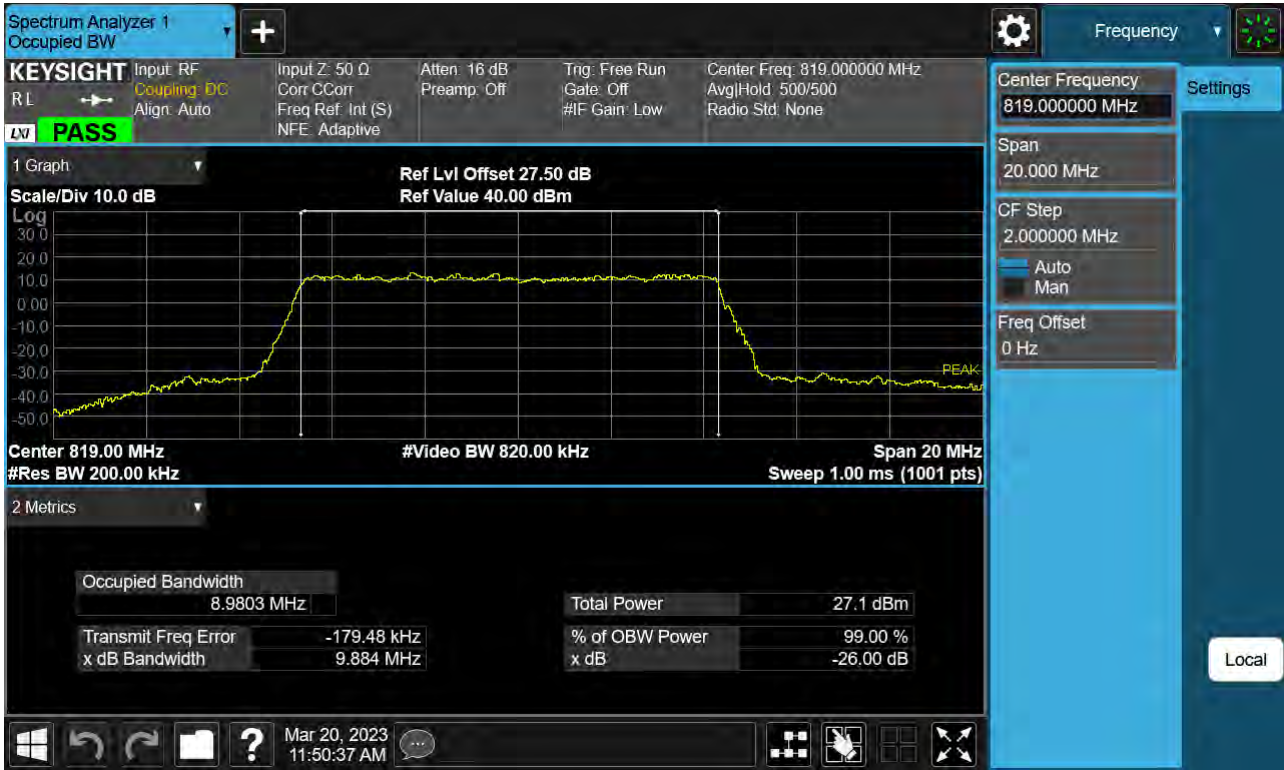 Spectrum Analyzer 1
Occupied BW
+
Frequency
KEYSIGHT
RL
LXI PASS
Input: RF
Coupling: DC
Align: Auto
Input Z: 50 Ω
Corr CCorr
Freq Ref: Int (S)
NFE: Adaptive
Atten: 16 dB
Preamp: Off
Trig: Free Run
Gate: Off
#IF Gain: Low
Center Freq: 819.000000 MHz
Avg|Hold: 500/500
Radio Std: None
Center Frequency
819.000000 MHz
Settings
Span
20.000 MHz
CF Step
2.000000 MHz
Auto
Man
Freq Offset
0 Hz
Local
1 Graph
Scale/Div 10.0 dB
Ref Lvl Offset 27.50 dB
Ref Value 40.00 dBm
Log
30.0
20.0
10.0
0.00
-10.0
-20.0
-30.0
-40.0
-50.0
PEAK
Center 819.00 MHz
#Video BW 820.00 kHz
Span 20 MHz
#Res BW 200.00 kHz
Sweep 1.00 ms (1001 pts)
2 Metrics
Occupied Bandwidth
8.9803 MHz
Total Power 27.1 dBm
Transmit Freq Error -179.48 kHz
% of OBW Power 99.00 %
x dB Bandwidth 9.884 MHz
x dB -26.00 dB
?
Mar 20, 2023
11:50:37 AM